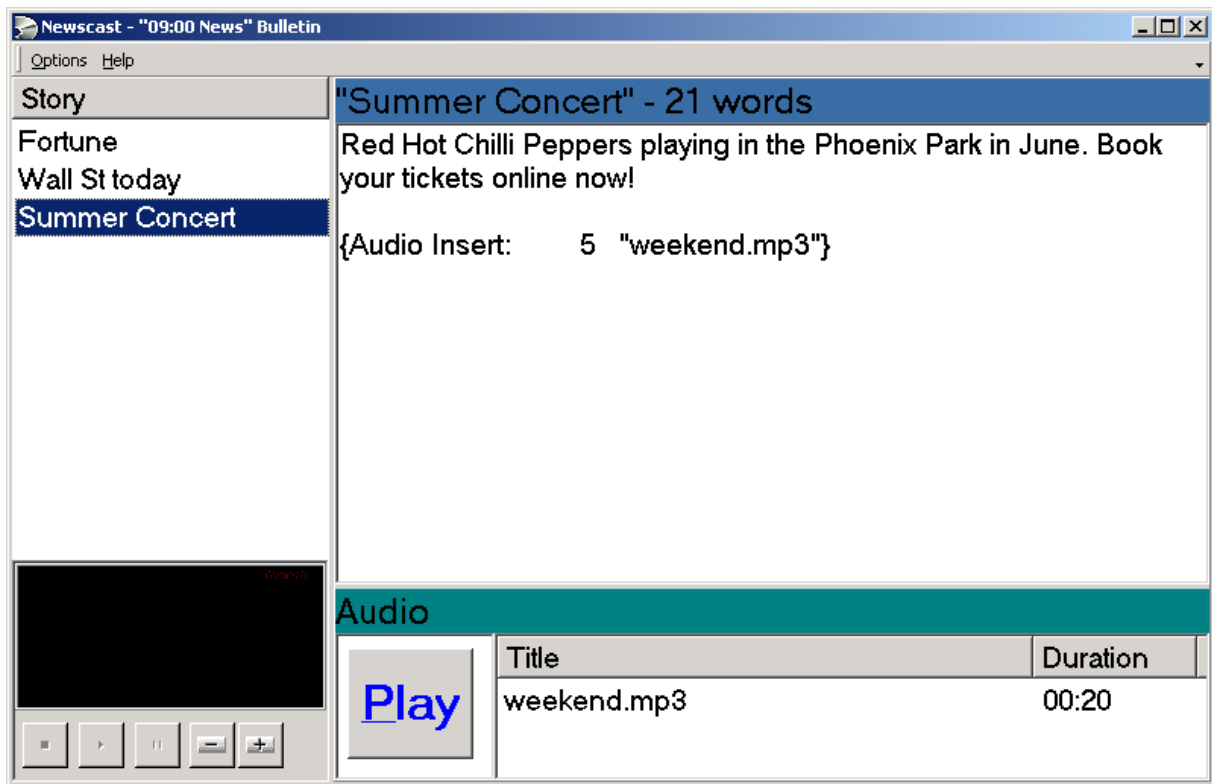 Newscast - "09:00 News" Bulletin
Options Help
Story
Fortune
Wall St today
Summer Concert
"Summer Concert" - 21 words
Red Hot Chilli Peppers playing in the Phoenix Park in June. Book
your tickets online now!
{Audio Insert: 5 "weekend.mp3"}
Audio
Play
Title Duration
weekend.mp3 00:20